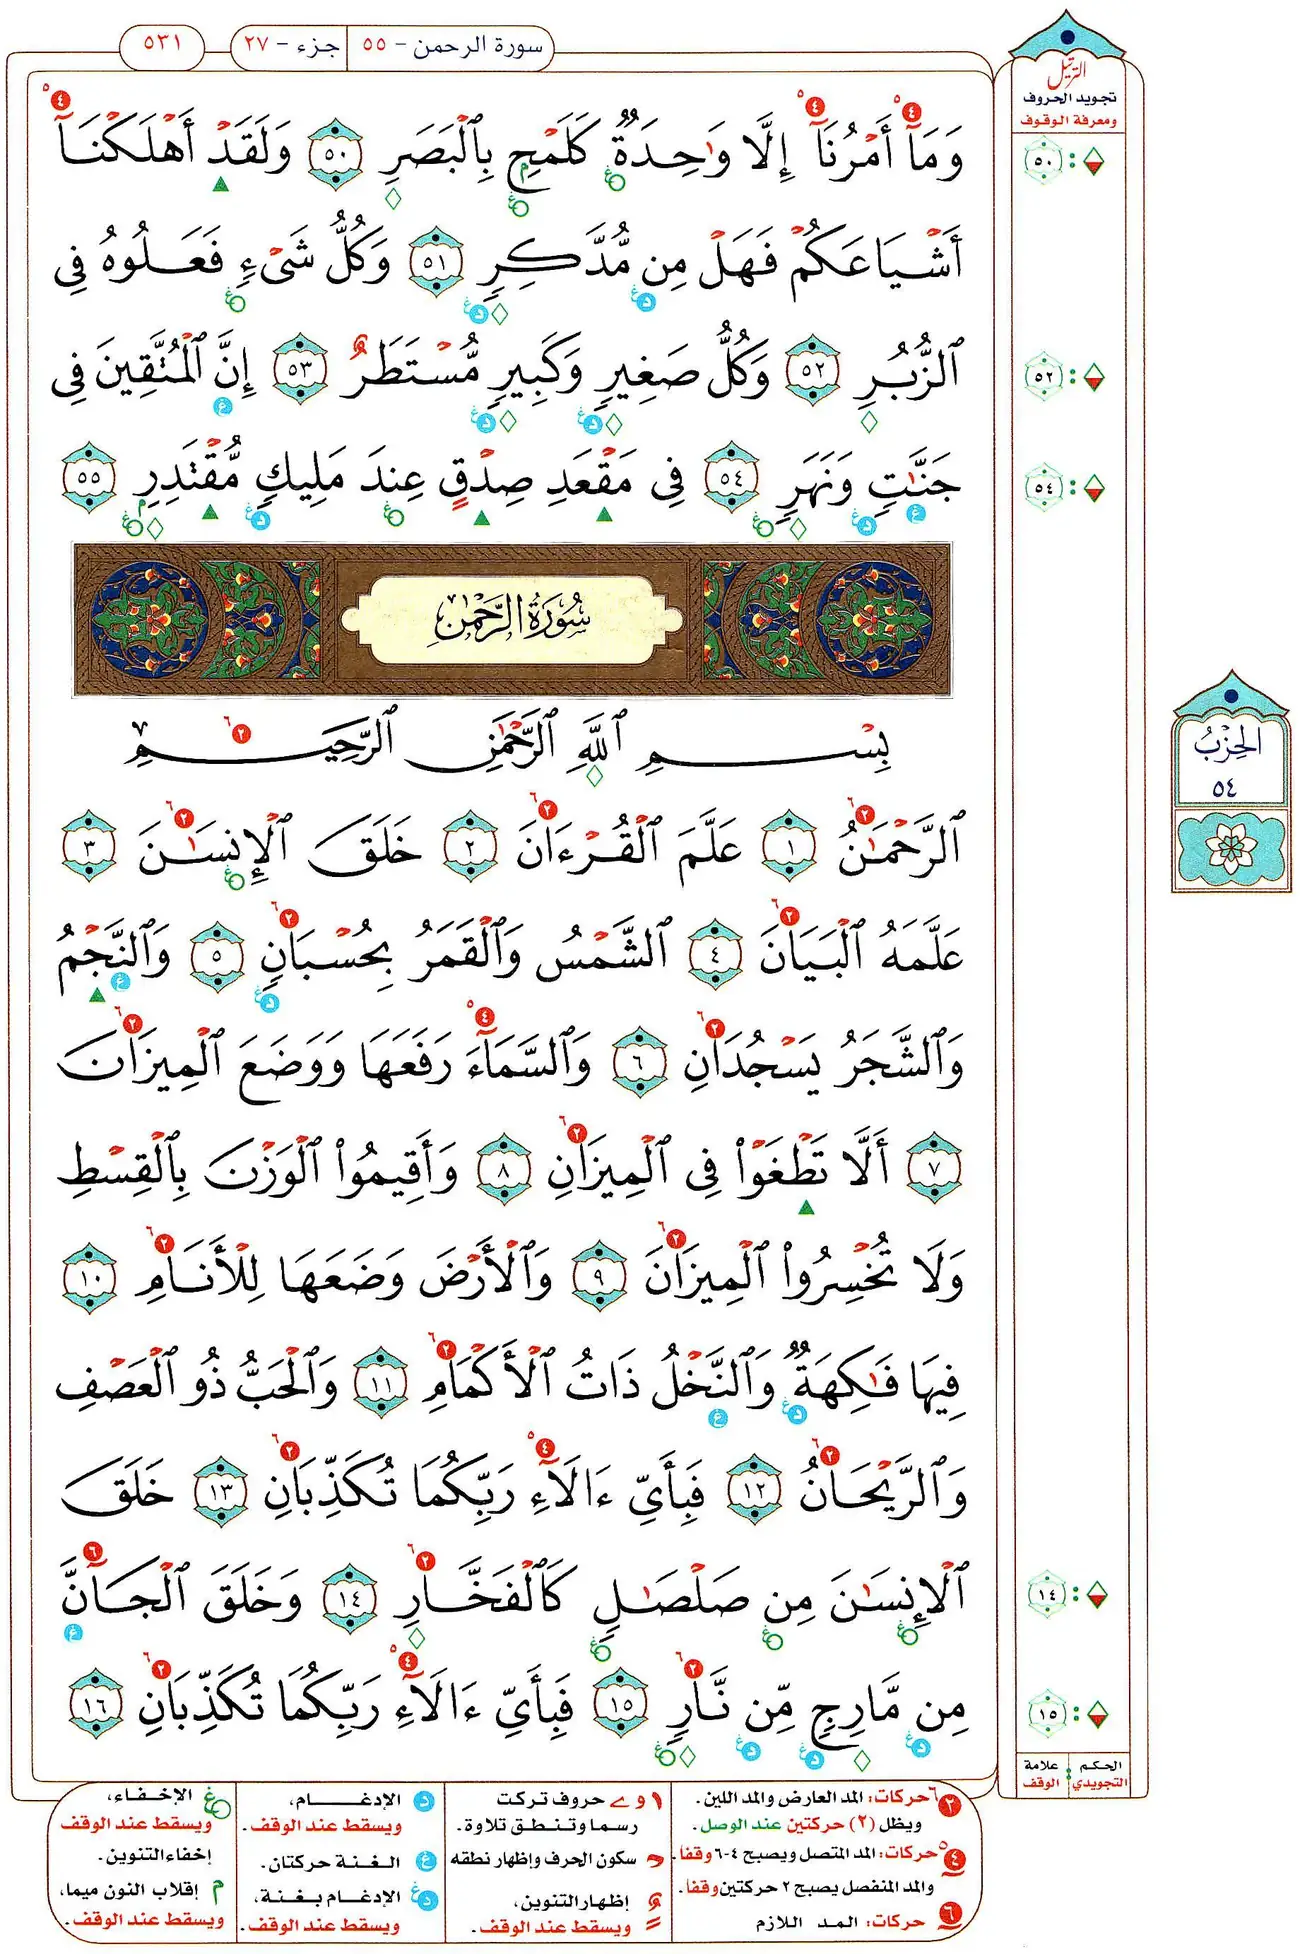 سورة الرحمن - ٥٥
جزء - ٢٧
٥٣١
الترتيل
تجويد الحروف
ومعرفة الوقوف
وَمَآ أَمۡرُنَآ إِلَّا وَٰحِدَةٞ كَلَمۡحِۭ بِٱلۡبَصَرِ ٥٠ وَلَقَدۡ أَهۡلَكۡنَآ
أَشۡيَاعَكُمۡ فَهَلۡ مِن مُّدَّكِرٖ ٥١ وَكُلُّ شَيۡءٖ فَعَلُوهُ فِي
ٱلزُّبُرِ ٥٢ وَكُلُّ صَغِيرٖ وَكَبِيرٖ مُّسۡتَطَرٌ ٥٣ إِنَّ ٱلۡمُتَّقِينَ فِي
جَنَّٰتٖ وَنَهَرٖ ٥٤ فِي مَقۡعَدِ صِدۡقٍ عِندَ مَلِيكٖ مُّقۡتَدِرِۭ ٥٥
سُورَةُ الرَّحْمَٰنِ
بِسۡمِ ٱللَّهِ ٱلرَّحۡمَٰنِ ٱلرَّحِيمِ
ٱلرَّحۡمَٰنُ ١ عَلَّمَ ٱلۡقُرۡءَانَ ٢ خَلَقَ ٱلۡإِنسَٰنَ ٣
عَلَّمَهُ ٱلۡبَيَانَ ٤ ٱلشَّمۡسُ وَٱلۡقَمَرُ بِحُسۡبَانٖ ٥ وَٱلنَّجۡمُ
وَٱلشَّجَرُ يَسۡجُدَانِ ٦ وَٱلسَّمَآءَ رَفَعَهَا وَوَضَعَ ٱلۡمِيزَانَ
٧ أَلَّا تَطۡغَوۡاْ فِي ٱلۡمِيزَانِ ٨ وَأَقِيمُواْ ٱلۡوَزۡنَ بِٱلۡقِسۡطِ
وَلَا تُخۡسِرُواْ ٱلۡمِيزَانَ ٩ وَٱلۡأَرۡضَ وَضَعَهَا لِلۡأَنَامِ ١٠
فِيهَا فَٰكِهَةٞ وَٱلنَّخۡلُ ذَاتُ ٱلۡأَكۡمَامِ ١١ وَٱلۡحَبُّ ذُو ٱلۡعَصۡفِ
وَٱلرَّيۡحَانُ ١٢ فَبِأَيِّ ءَالَآءِ رَبِّكُمَا تُكَذِّبَانِ ١٣ خَلَقَ
ٱلۡإِنسَٰنَ مِن صَلۡصَٰلٖ كَٱلۡفَخَّارِ ١٤ وَخَلَقَ ٱلۡجَآنَّ
مِن مَّارِجٖ مِّن نَّارٖ ١٥ فَبِأَيِّ ءَالَآءِ رَبِّكُمَا تُكَذِّبَانِ ١٦
: ٥٠
: ٥٢
: ٥٤
: ١٤
: ١٥
الحزب
٥٤
الحكم التجويدي : علامة الوقف
٢ ٦ حركات: المد العارض والمد اللين.
ويظل (٢) حركتين عند الوصل.
٤ ٥ حركات: المد المتصل ويصبح ٤-٦ وقفاً.
والمد المنفصل يصبح ٢ حركتين وقفاً.
٦ حركات: المد اللازم
ا و ے حروف تركت
رسما وتنطق تلاوة.
سكون الحرف وإظهار نطقه
إظهار التنوين،
ويسقط عند الوقف.
د الإدغام،
ويسقط عند الوقف.
غ الغنة حركتان.
دغ الإدغام بغنة،
ويسقط عند الوقف.
الإخفاء،
ويسقط عند الوقف
إخفاء التنوين.
م إقلاب النون ميما،
ويسقط عند الوقف.